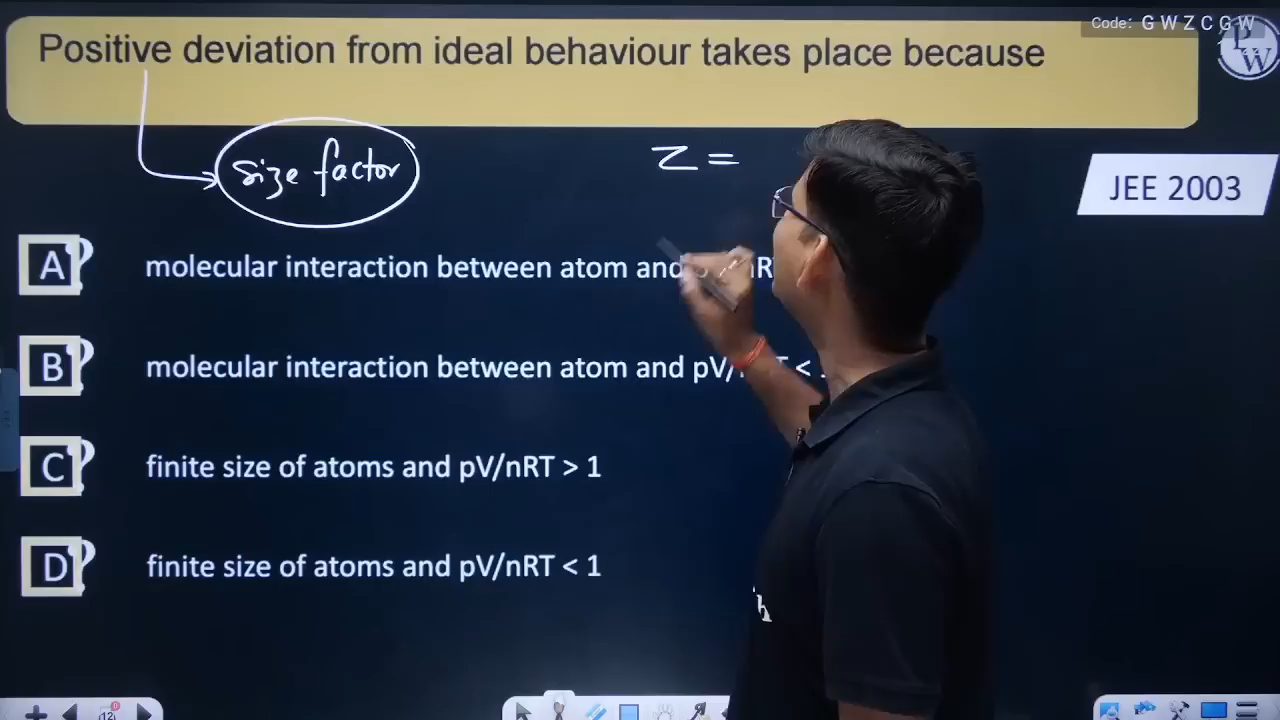 Code: G W Z C G W
Positive deviation from ideal behaviour takes place because
PW
size factor
Z =
JEE 2003
A ?
molecular interaction between atom and
B ?
molecular interaction between atom and pV/ < 
C ?
finite size of atoms and pV/nRT > 1
D ?
finite size of atoms and pV/nRT < 1